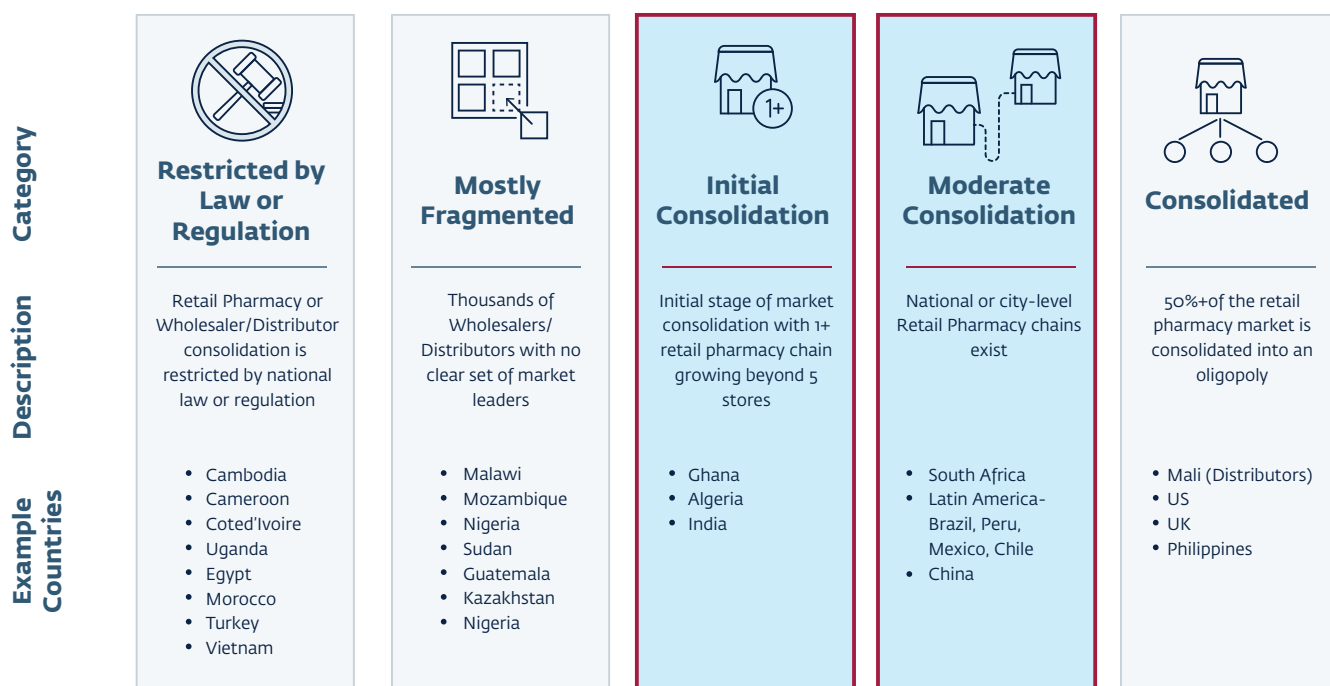 Category
Restricted by
Law or
Regulation
Mostly
Fragmented
1+
Initial
Consolidation
Moderate
Consolidation
Consolidated
Description
Retail Pharmacy or
Wholesaler/Distributor
consolidation is
restricted by national
law or regulation
Thousands of
Wholesalers/
Distributors with no
clear set of market
leaders
Initial stage of market
consolidation with 1+
retail pharmacy chain
growing beyond 5
stores
National or city-level
Retail Pharmacy chains
exist
50%+of the retail
pharmacy market is
consolidated into an
oligopoly
Example
Countries
• Cambodia
• Cameroon
• Coted'Ivoire
• Uganda
• Egypt
• Morocco
• Turkey
• Vietnam
• Malawi
• Mozambique
• Nigeria
• Sudan
• Guatemala
• Kazakhstan
• Nigeria
• Ghana
• Algeria
• India
• South Africa
• Latin America-
Brazil, Peru,
Mexico, Chile
• China
• Mali (Distributors)
• US
• UK
• Philippines